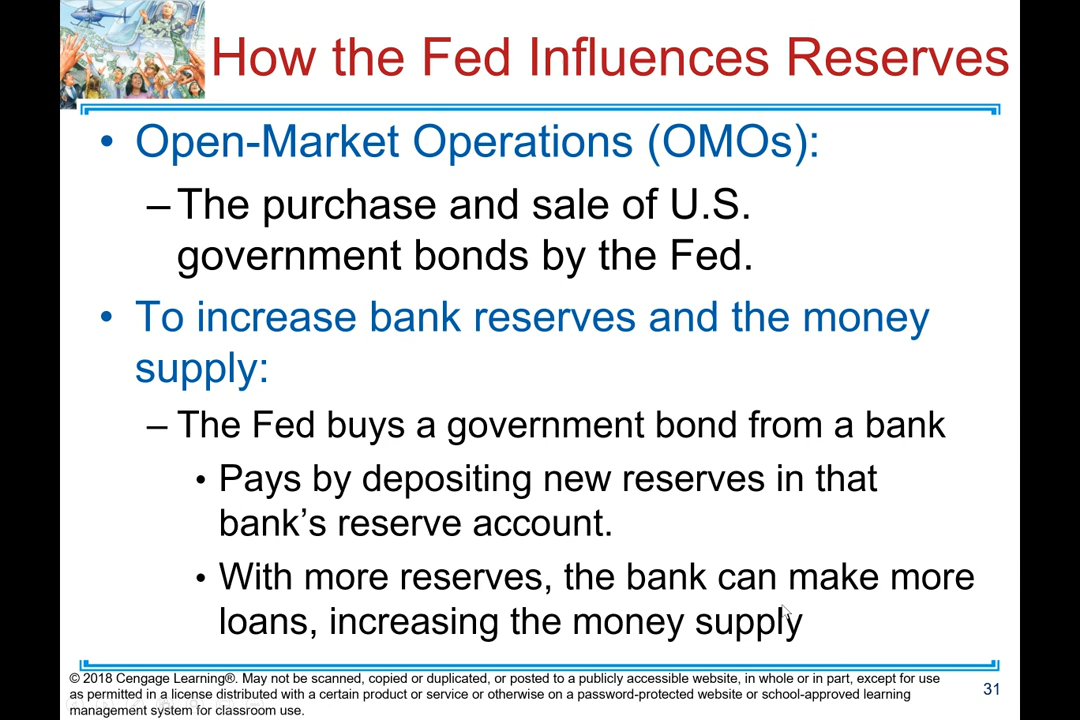 How the Fed Influences Reserves
• Open-Market Operations (OMOs):
– The purchase and sale of U.S.
government bonds by the Fed.
• To increase bank reserves and the money
supply:
– The Fed buys a government bond from a bank
• Pays by depositing new reserves in that
bank’s reserve account.
• With more reserves, the bank can make more
loans, increasing the money supply
© 2018 Cengage Learning®. May not be scanned, copied or duplicated, or posted to a publicly accessible website, in whole or in part, except for use
as permitted in a license distributed with a certain product or service or otherwise on a password-protected website or school-approved learning
management system for classroom use.
31